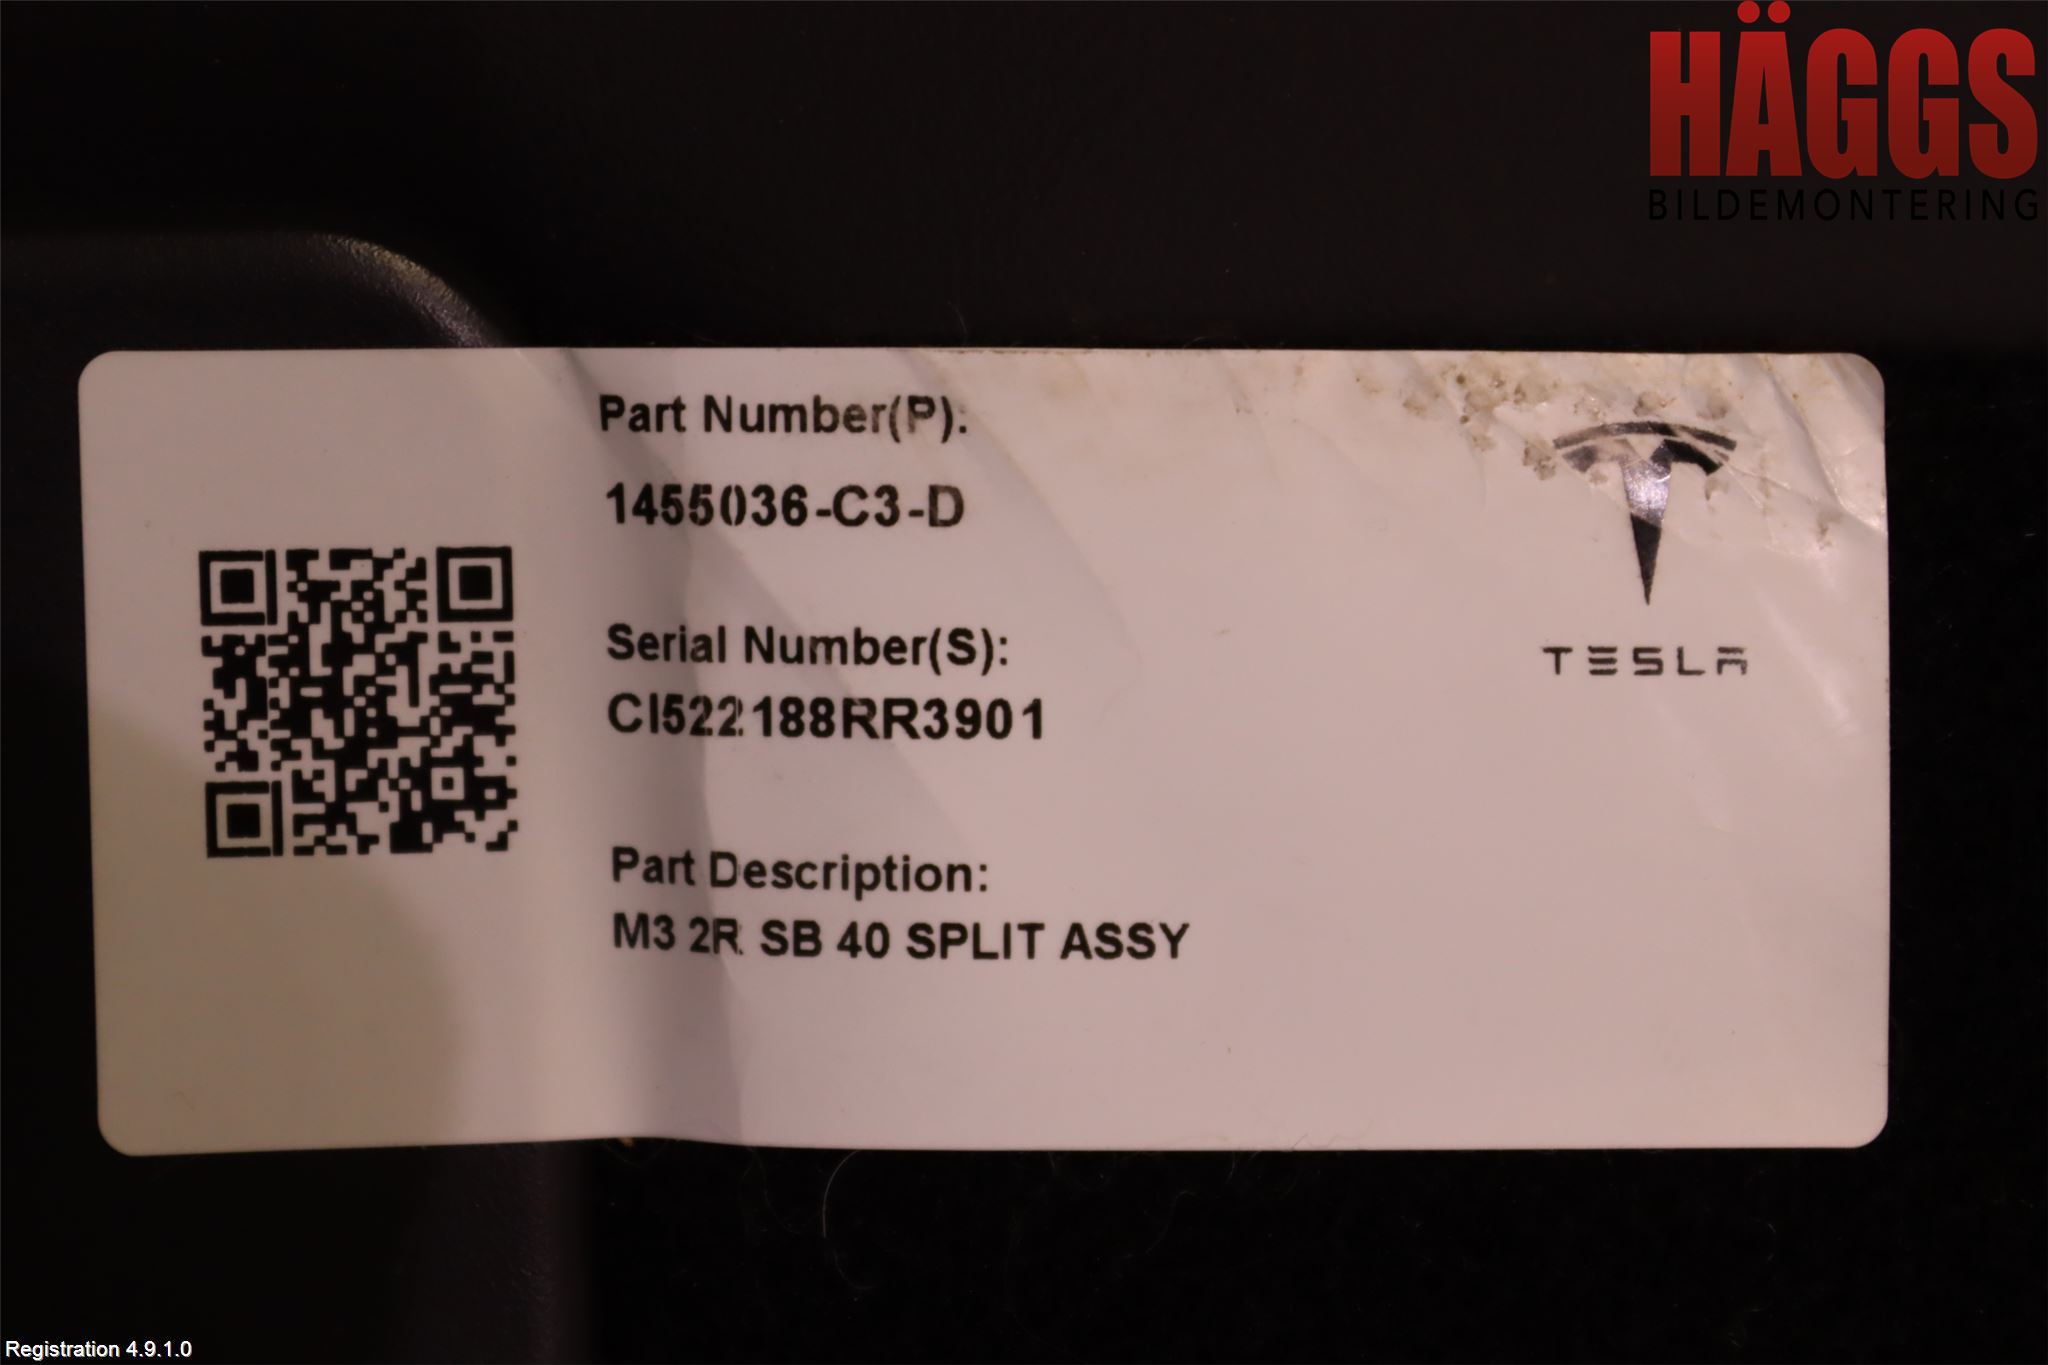 HÄGGS
BILDEMONTERING
Part Number(P):
1455036-C3-D
Serial Number(S):
CI522188RR3901
Part Description:
M3 2R SB 40 SPLIT ASSY
TESLA
Registration 4.9.1.0